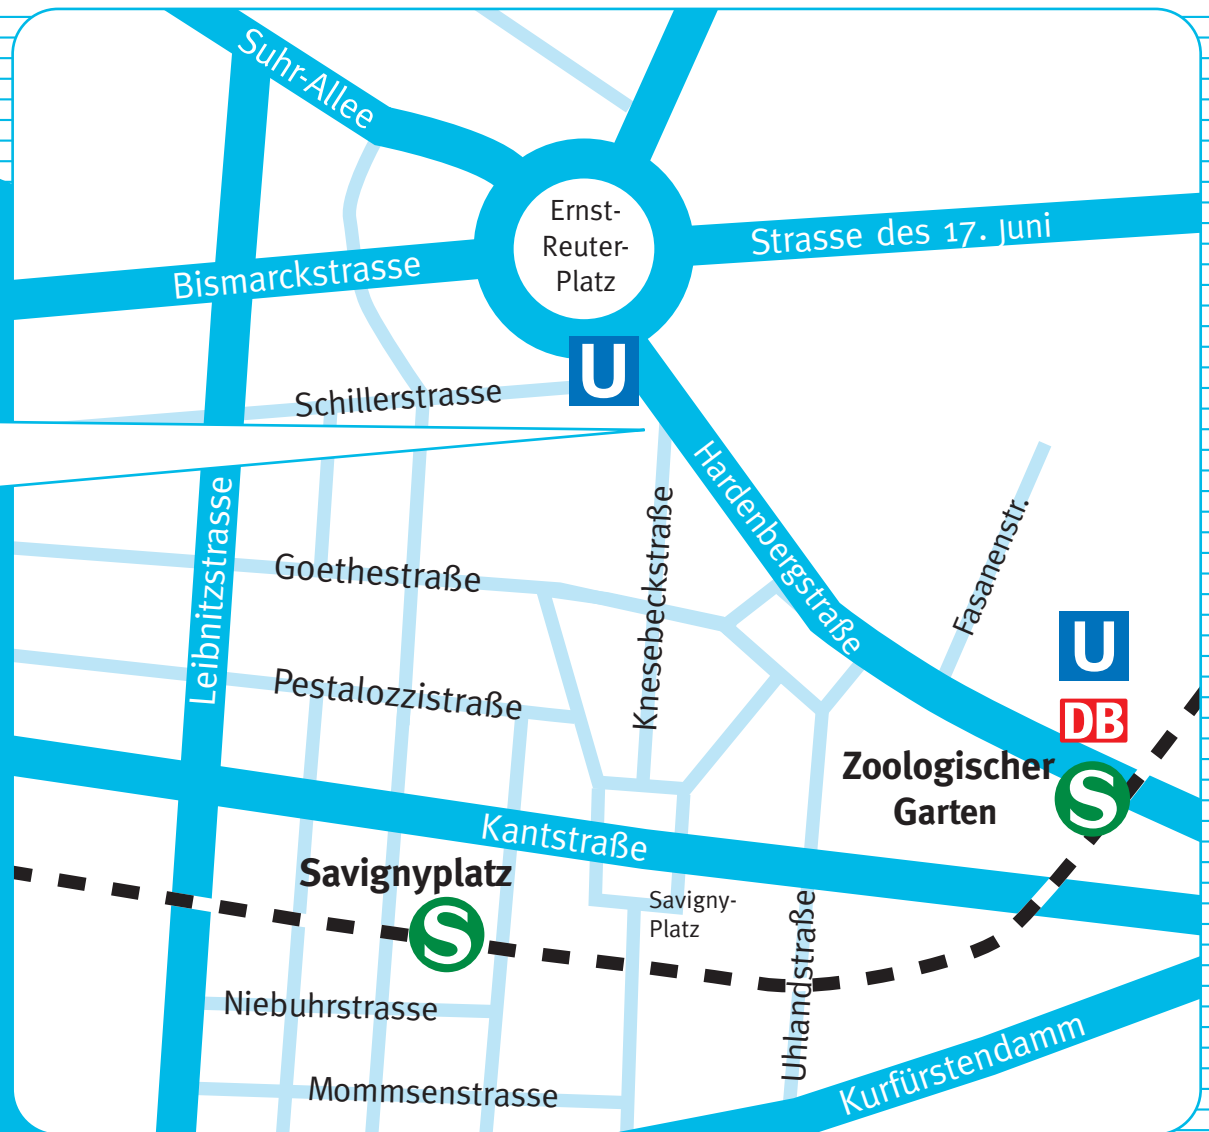 Suhr-Allee
Ernst-
Reuter-
Platz
Strasse des 17. Juni
Bismarckstrasse
U
Schillerstrasse
Hardenbergstraße
Leibnitzstrasse
Knesebeckstraße
Fasanenstr.
Goethestraße
U
Pestalozzistraße
DB
Zoologischer
Garten
S
Kantstraße
Savignyplatz
S
Savigny-
Platz
Uhlandstraße
Niebuhrstrasse
Kurfürstendamm
Mommsenstrasse